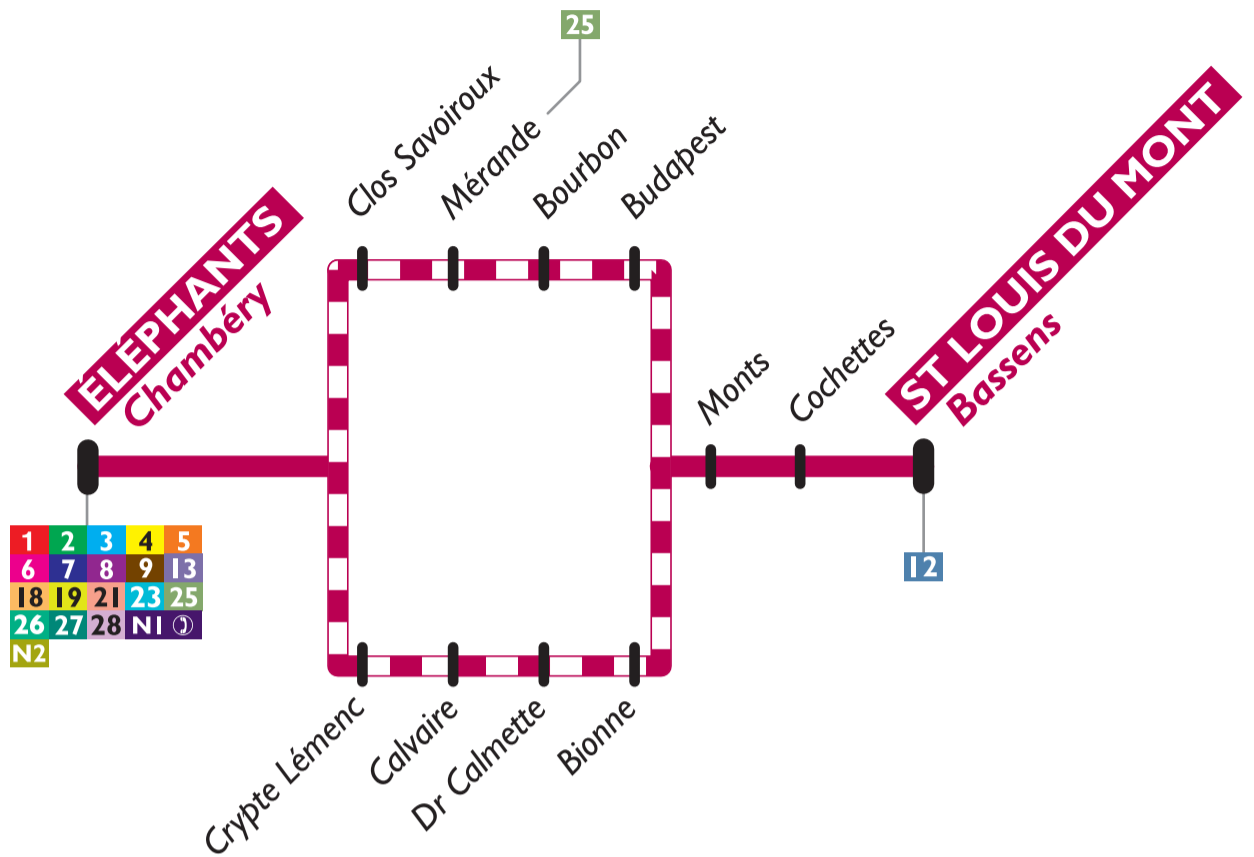 25
Clos Savoiroux
Mérande
Bourbon
Budapest
ÉLÉPHANTS
Chambéry
Monts
Cochettes
ST LOUIS DU MONT
Bassens
1 2 3 4 5
6 7 8 9 13
18 19 21 23 25
26 27 28 N1
N2
12
Crypte Lémenc
Calvaire
Dr Calmette
Bionne